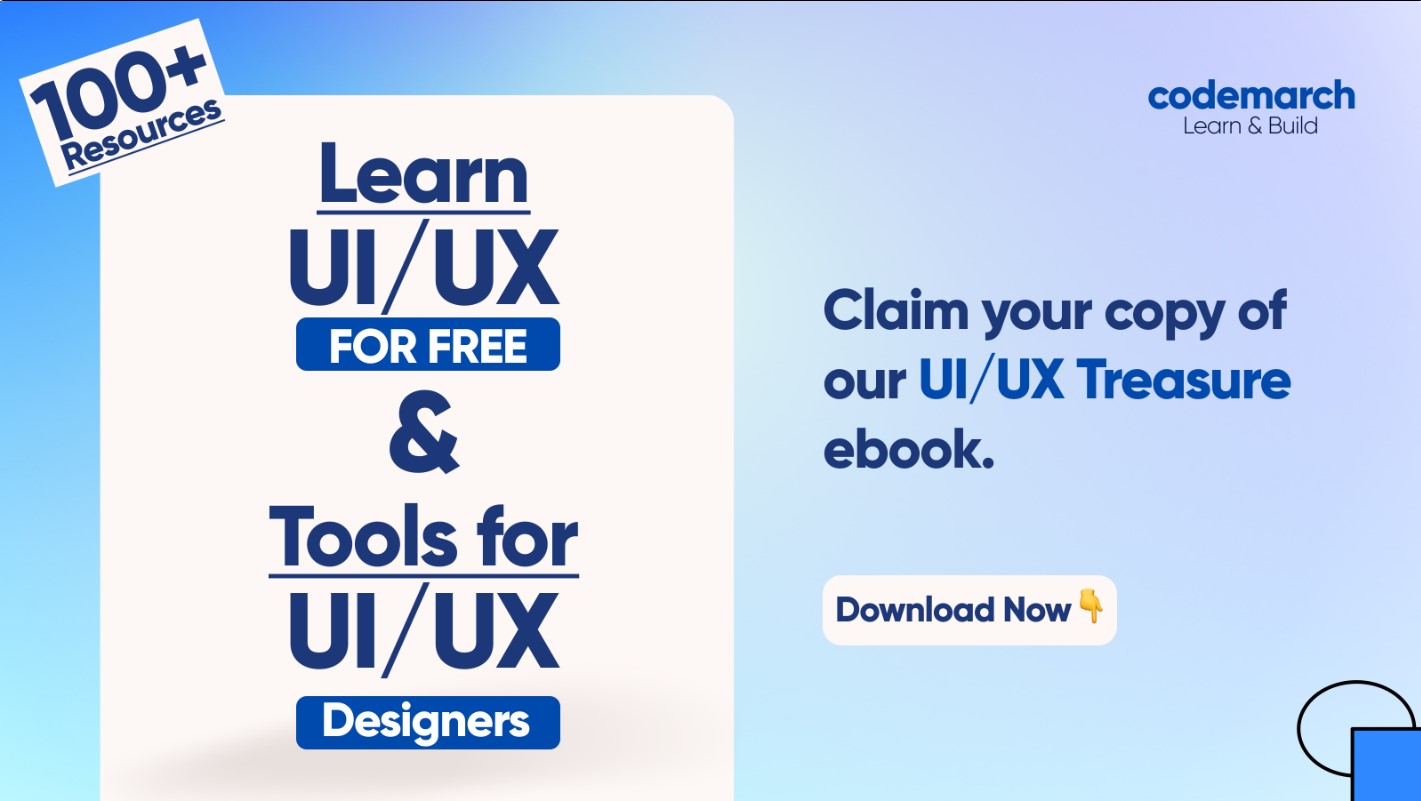 100+
Resources
Learn
UI/UX
FOR FREE
&
Tools for
UI/UX
Designers
codemarch
Learn & Build
Claim your copy of
our UI/UX Treasure
ebook.
Download Now👇